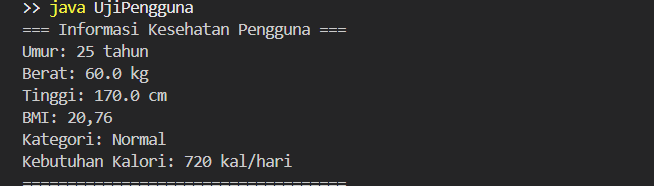 >> java UjiPengguna
=== Informasi Kesehatan Pengguna ===
Umur: 25 tahun
Berat: 60.0 kg
Tinggi: 170.0 cm
BMI: 20,76
Kategori: Normal
Kebutuhan Kalori: 720 kal/hari
====================================